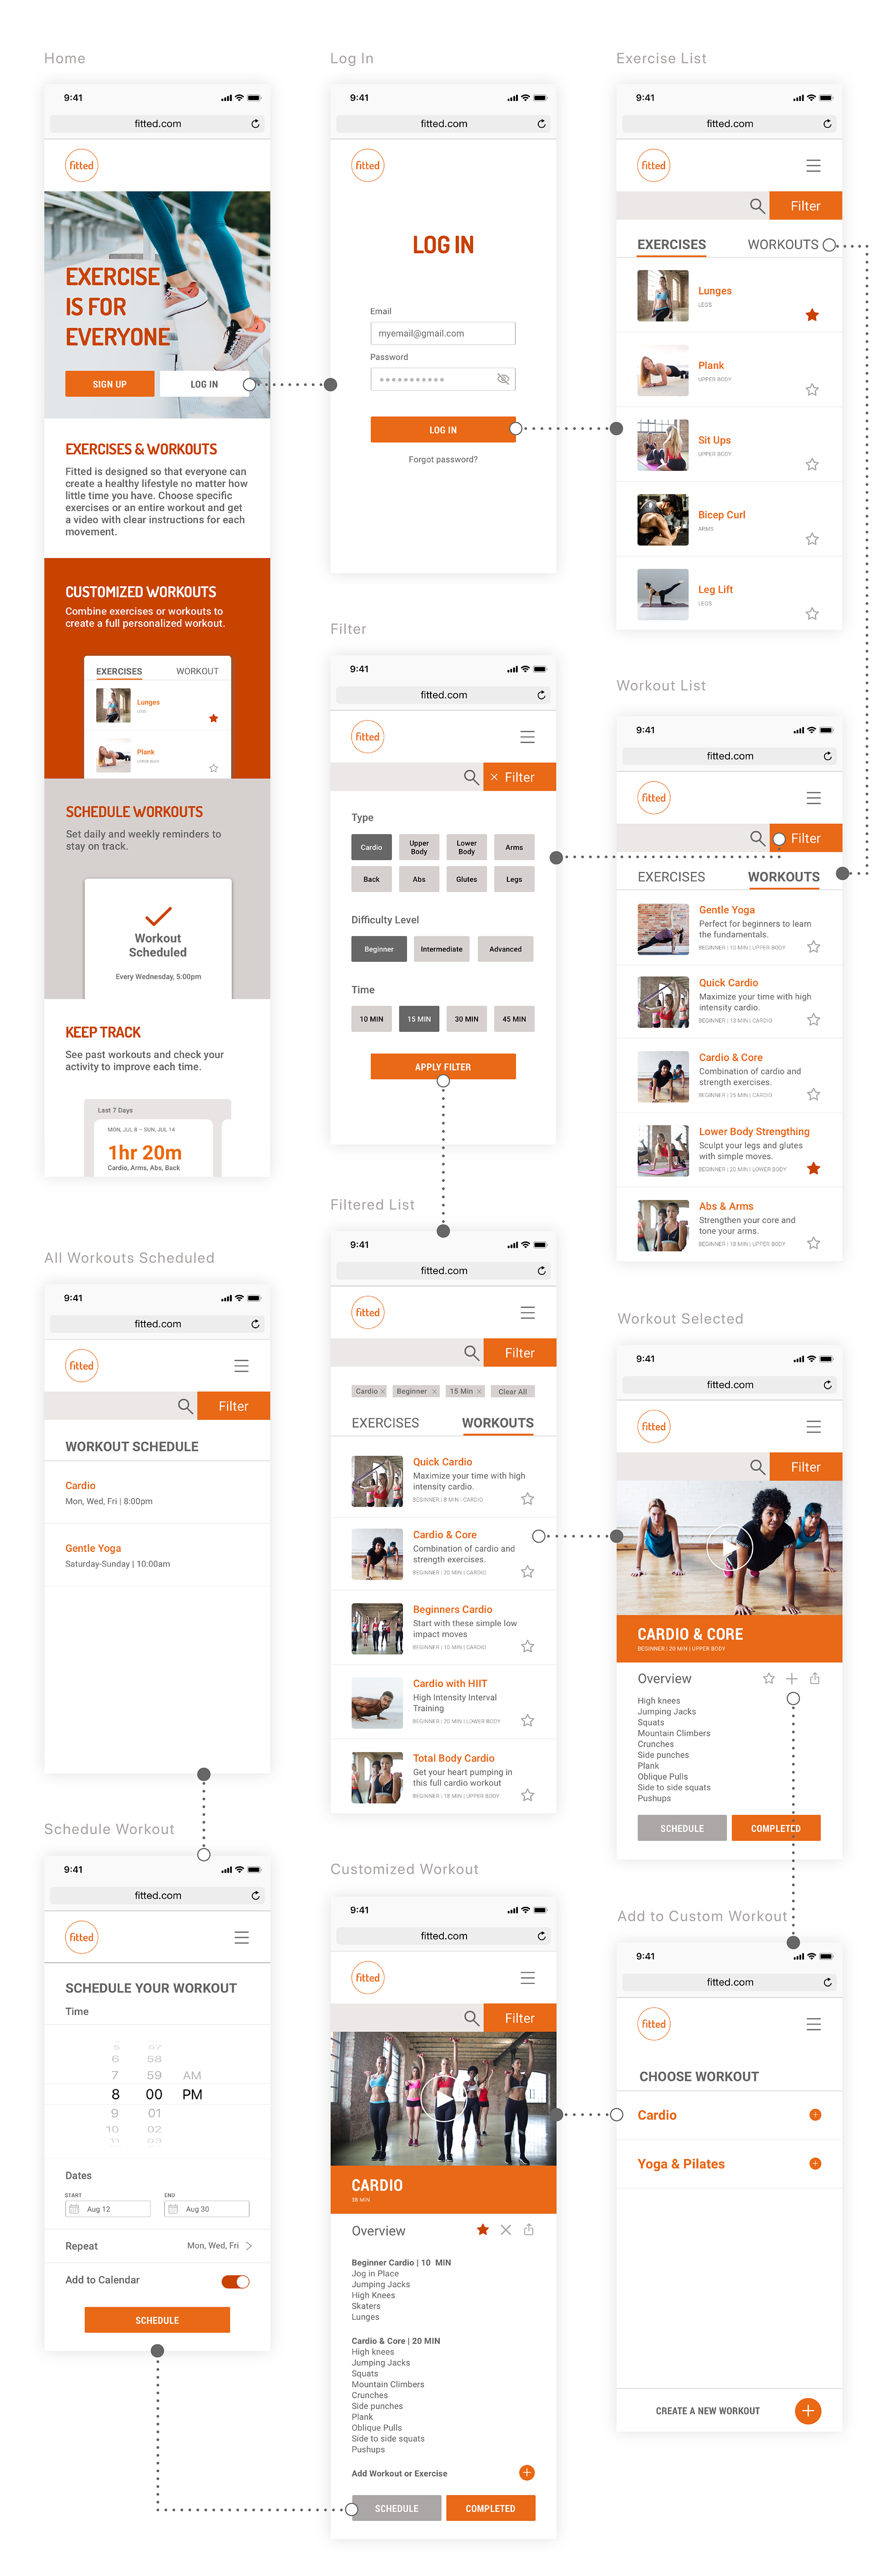 Home
9:41
fitted.com
fitted
EXERCISE
IS FOR
EVERYONE
SIGN UP
LOG IN
EXERCISES & WORKOUTS
Fitted is designed so that everyone can
create a healthy lifestyle no matter how
little time you have. Choose specific
exercises or an entire workout and get
a video with clear instructions for each
movement.
CUSTOMIZED WORKOUTS
Combine exercises or workouts to
create a full personalized workout.
EXERCISES
WORKOUT
Lunges
LEGS
Plank
UPPER BODY
SCHEDULE WORKOUTS
Set daily and weekly reminders to
stay on track.
Workout
Scheduled
Every Wednesday, 5:00pm
KEEP TRACK
See past workouts and check your
activity to improve each time.
Last 7 Days
MON, JUL 8 – SUN, JUL 14
1hr 20m
Cardio, Arms, Abs, Back
Log In
9:41
fitted.com
fitted
LOG IN
Email
myemail@gmail.com
Password
LOG IN
Forgot password?
Exercise List
9:41
fitted.com
fitted
Filter
EXERCISES
WORKOUTS
Lunges
LEGS
Plank
UPPER BODY
Sit Ups
UPPER BODY
Bicep Curl
ARMS
Leg Lift
LEGS
Filter
9:41
fitted.com
fitted
× Filter
Type
Cardio
Upper
Body
Lower
Body
Arms
Back
Abs
Glutes
Legs
Difficulty Level
Beginner
Intermediate
Advanced
Time
10 MIN
15 MIN
30 MIN
45 MIN
APPLY FILTER
Workout List
9:41
fitted.com
fitted
Filter
EXERCISES
WORKOUTS
Gentle Yoga
Perfect for beginners to learn
the fundamentals.
BEGINNER | 10 MIN | UPPER BODY
Quick Cardio
Maximize your time with high
intensity cardio.
BEGINNER | 13 MIN | CARDIO
Cardio & Core
Combination of cardio and
strength exercises.
BEGINNER | 25 MIN | CARDIO
Lower Body Strengthing
Sculpt your legs and glutes
with simple moves.
BEGINNER | 20 MIN | LOWER BODY
Abs & Arms
Strengthen your core and
tone your arms.
BEGINNER | 18 MIN | UPPER BODY
Filtered List
9:41
fitted.com
fitted
Filter
Cardio ×
Beginner ×
15 Min ×
Clear All
EXERCISES
WORKOUTS
Quick Cardio
Maximize your time with high
intensity cardio.
BEGINNER | 8 MIN | CARDIO
Cardio & Core
Combination of cardio and
strength exercises.
BEGINNER | 20 MIN | CARDIO
Beginners Cardio
Start with these simple low
impact moves
BEGINNER | 10 MIN | CARDIO
Cardio with HIIT
High Intensity Interval
Training
BEGINNER | 20 MIN | LOWER BODY
Total Body Cardio
Get your heart pumping in
this full cardio workout
BEGINNER | 18 MIN | UPPER BODY
All Workouts Scheduled
9:41
fitted.com
fitted
Filter
WORKOUT SCHEDULE
Cardio
Mon, Wed, Fri | 8:00pm
Gentle Yoga
Saturday-Sunday | 10:00am
Workout Selected
9:41
fitted.com
fitted
Filter
CARDIO & CORE
BEGINNER | 20 MIN | UPPER BODY
Overview
High knees
Jumping Jacks
Squats
Mountain Climbers
Crunches
Side punches
Plank
Oblique Pulls
Side to side squats
Pushups
SCHEDULE
COMPLETED
Schedule Workout
9:41
fitted.com
fitted
SCHEDULE YOUR WORKOUT
Time
5 57
6 58
7 59 AM
8 00 PM
9 01
10 02
11 03
Dates
START
END
Aug 12
Aug 30
Repeat
Mon, Wed, Fri
Add to Calendar
SCHEDULE
Customized Workout
9:41
fitted.com
fitted
Filter
CARDIO
38 MIN
Overview
Beginner Cardio | 10 MIN
Jog in Place
Jumping Jacks
High Knees
Skaters
Lunges
Cardio & Core | 20 MIN
High knees
Jumping Jacks
Squats
Mountain Climbers
Crunches
Side punches
Plank
Oblique Pulls
Side to side squats
Pushups
Add Workout or Exercise
SCHEDULE
COMPLETED
Add to Custom Workout
9:41
fitted.com
fitted
CHOOSE WORKOUT
Cardio
Yoga & Pilates
CREATE A NEW WORKOUT